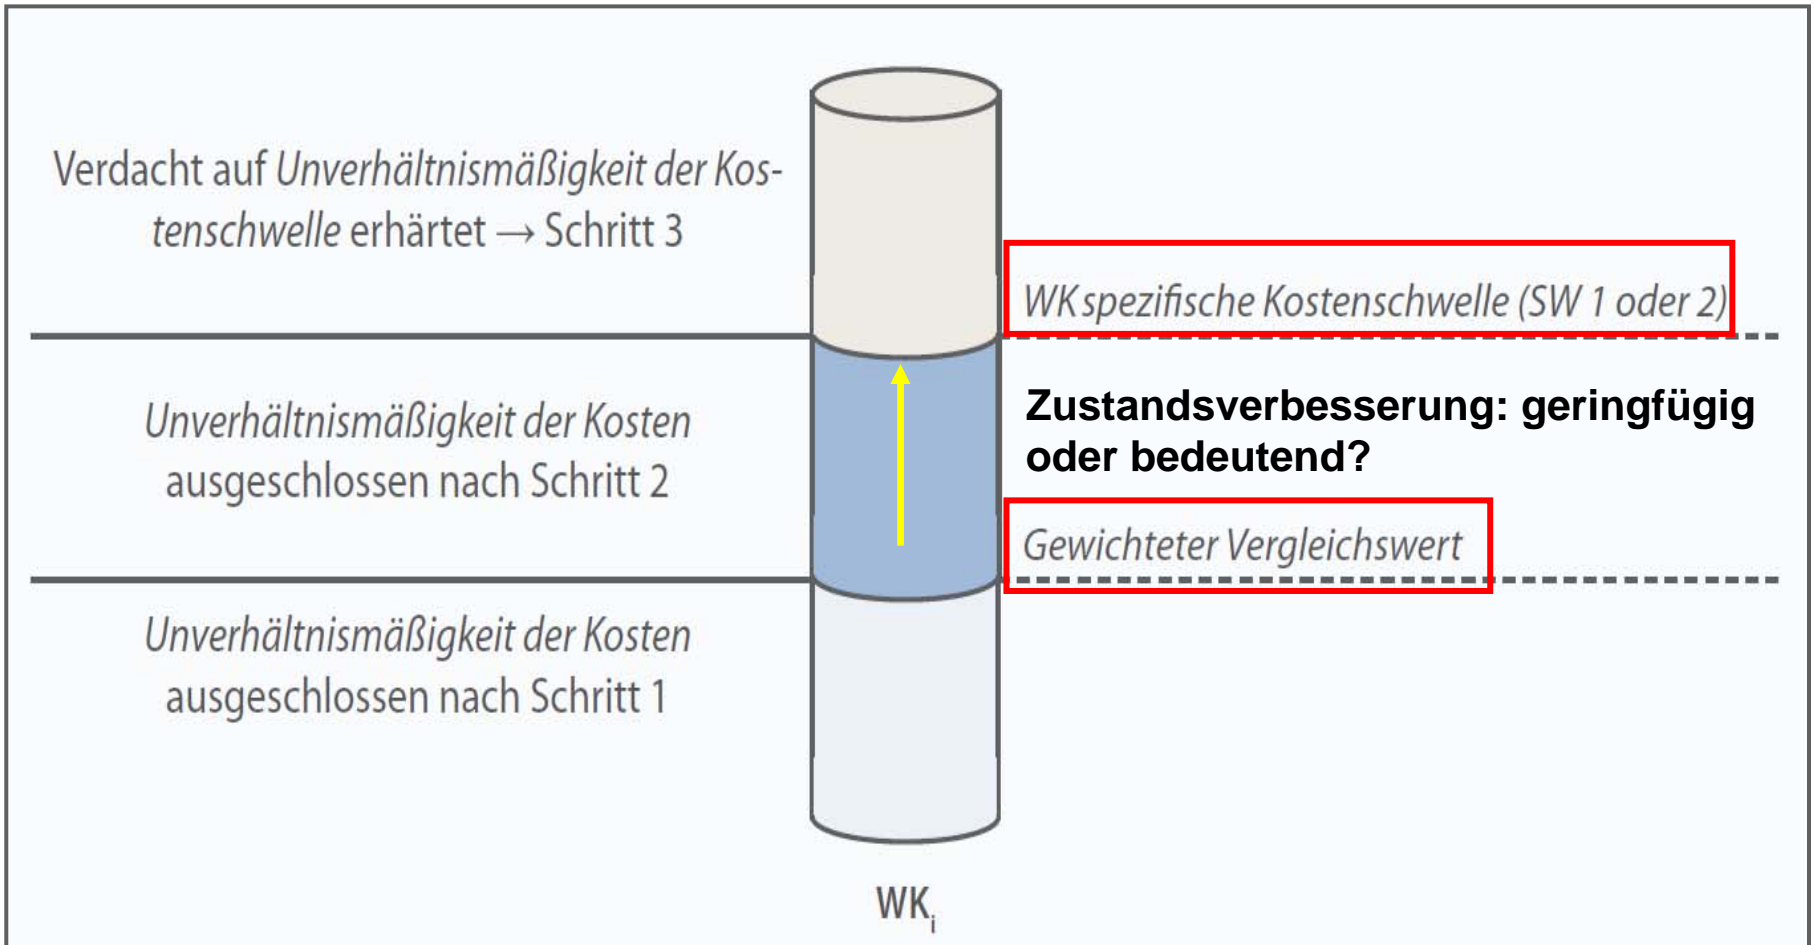 Verdacht auf Unverhältnismäßigkeit der Kos-
tenschwelle erhärtet → Schritt 3
WK spezifische Kostenschwelle (SW 1 oder 2)
Unverhältnismäßigkeit der Kosten
ausgeschlossen nach Schritt 2
Zustandsverbesserung: geringfügig
oder bedeutend?
Gewichteter Vergleichswert
Unverhältnismäßigkeit der Kosten
ausgeschlossen nach Schritt 1
WKi